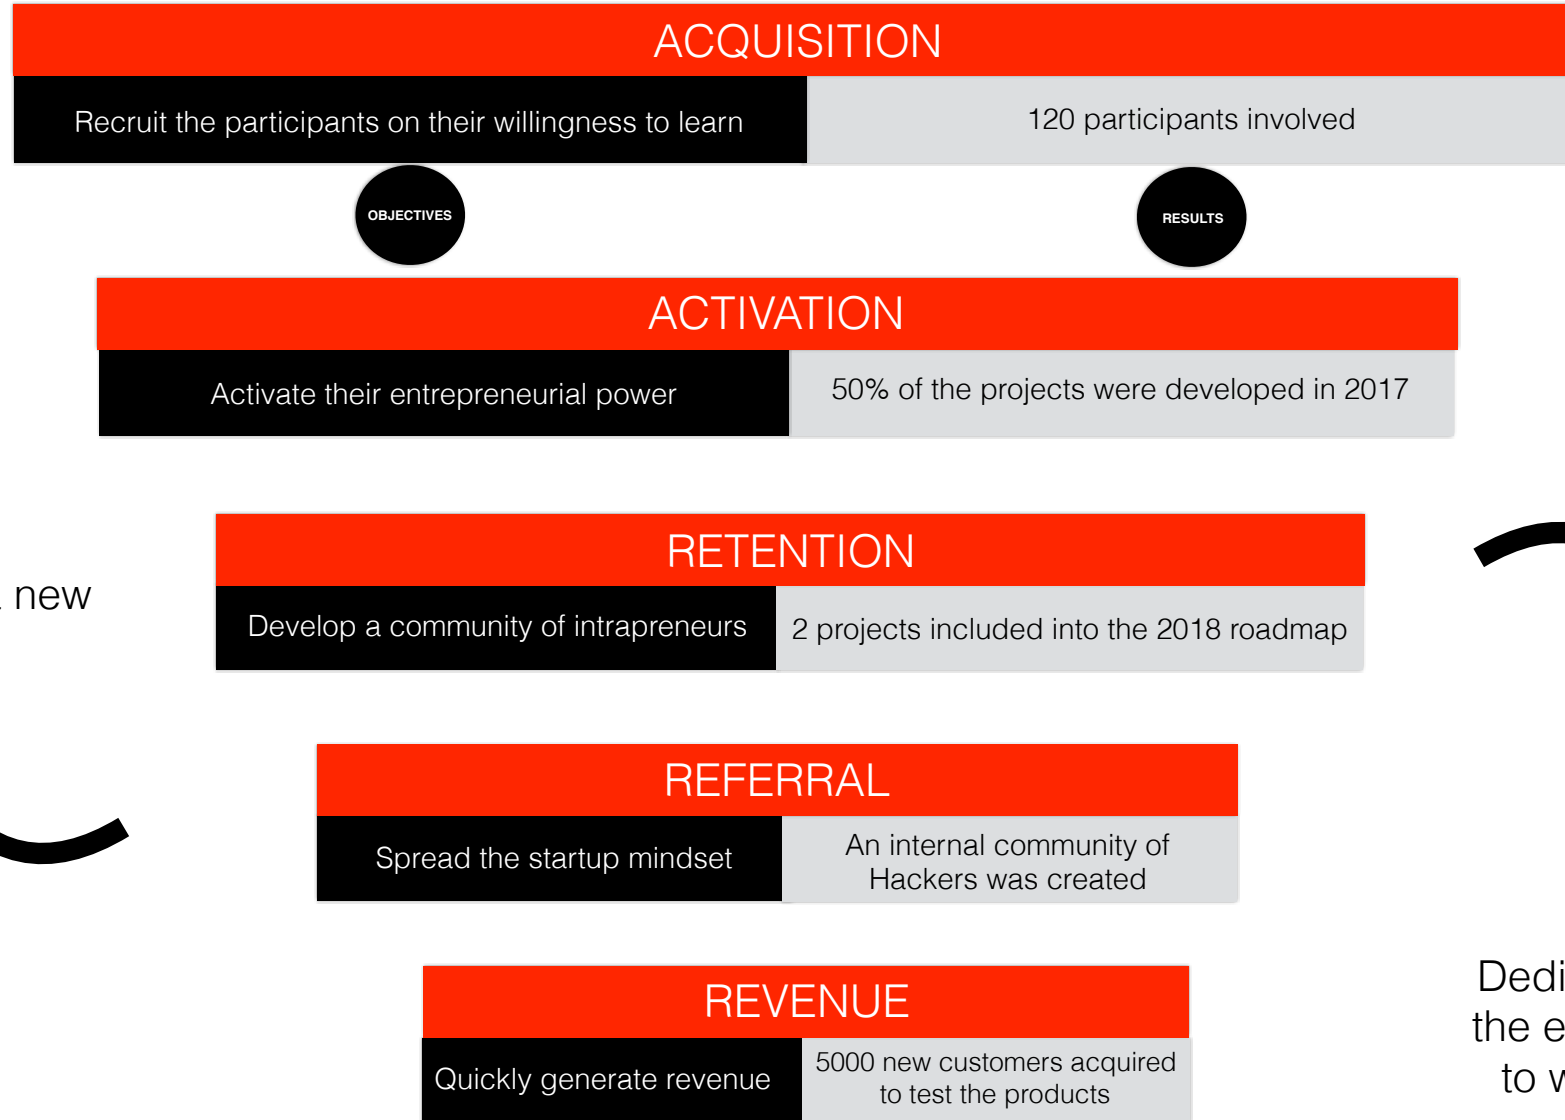 ACQUISITION
Recruit the participants on their willingness to learn
120 participants involved
OBJECTIVES
RESULTS
ACTIVATION
Activate their entrepreneurial power
50% of the projects were developed in 2017
RETENTION
new
Develop a community of intrapreneurs
2 projects included into the 2018 roadmap
REFERRAL
Spread the startup mindset
An internal community of
Hackers was created
REVENUE
Quickly generate revenue
5000 new customers acquired
to test the products
the
to